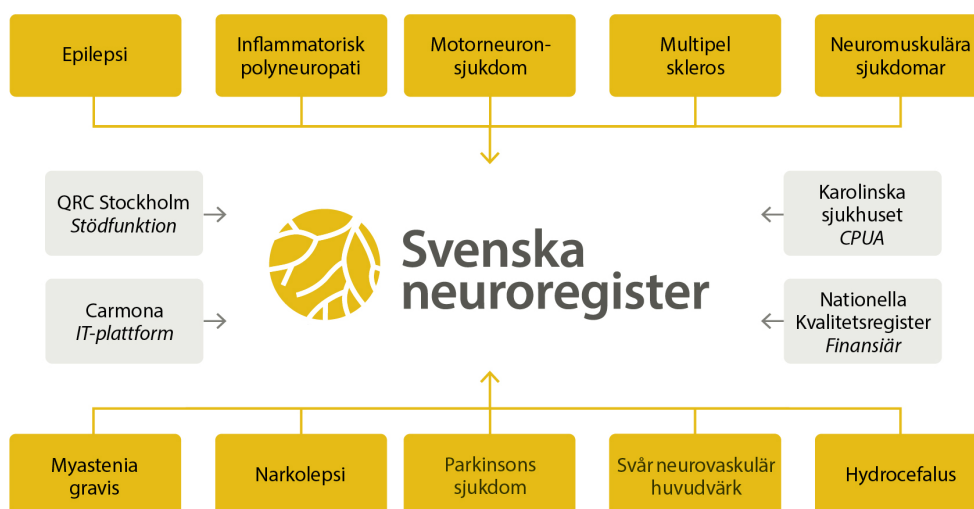 Epilepsi
Inflammatorisk
polyneuropati
Motorneuron-
sjukdom
Multipel
skleros
Neuromuskulära
sjukdomar
QRC Stockholm
Stödfunktion
Karolinska
sjukhuset
CPUA
Svenska
neuroregister
Carmona
IT-plattform
Nationella
Kvalitetsregister
Finansiär
Myastenia
gravis
Narkolepsi
Parkinsons
sjukdom
Svår neurovaskulär
huvudvärk
Hydrocefalus